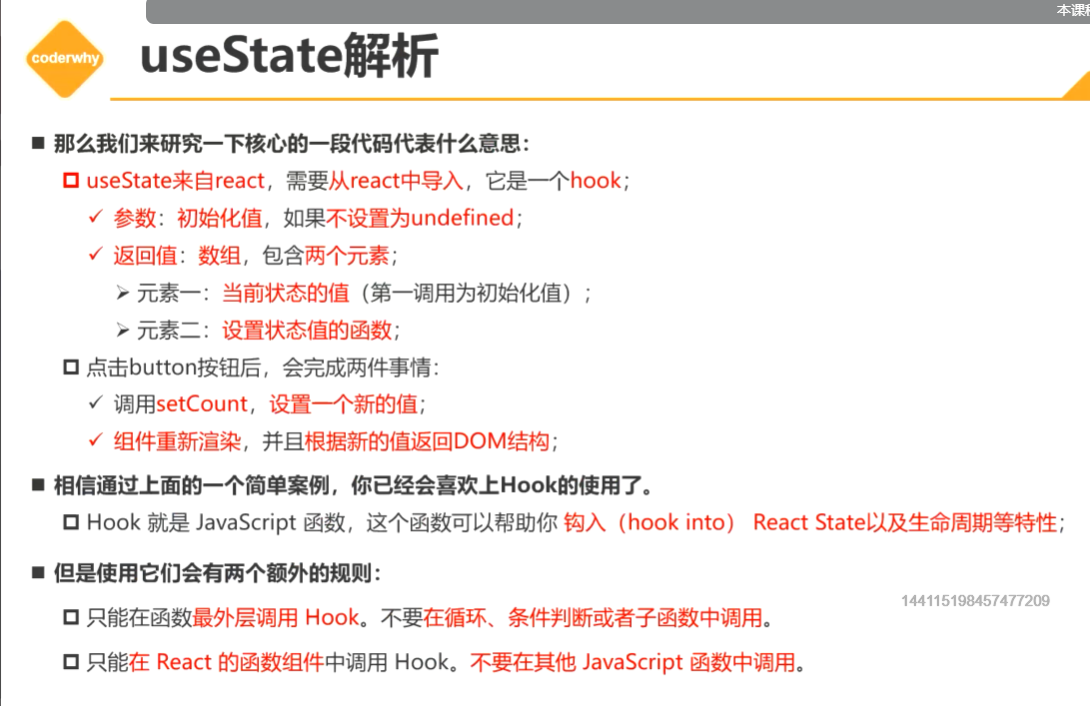 本课程
coderwhy
useState解析
那么我们来研究一下核心的一段代码代表什么意思：
useState来自react，需要从react中导入，它是一个hook；
参数：初始化值，如果不设置为undefined；
返回值：数组，包含两个元素；
元素一：当前状态的值（第一调用为初始化值）；
元素二：设置状态值的函数；
点击button按钮后，会完成两件事情：
调用setCount，设置一个新的值；
组件重新渲染，并且根据新的值返回DOM结构；
相信通过上面的一个简单案例，你已经会喜欢上Hook的使用了。
Hook 就是 JavaScript 函数，这个函数可以帮助你 钩入（hook into） React State以及生命周期等特性；
但是使用它们会有两个额外的规则：
144115198457477209
只能在函数最外层调用 Hook。不要在循环、条件判断或者子函数中调用。
只能在 React 的函数组件中调用 Hook。不要在其他 JavaScript 函数中调用。